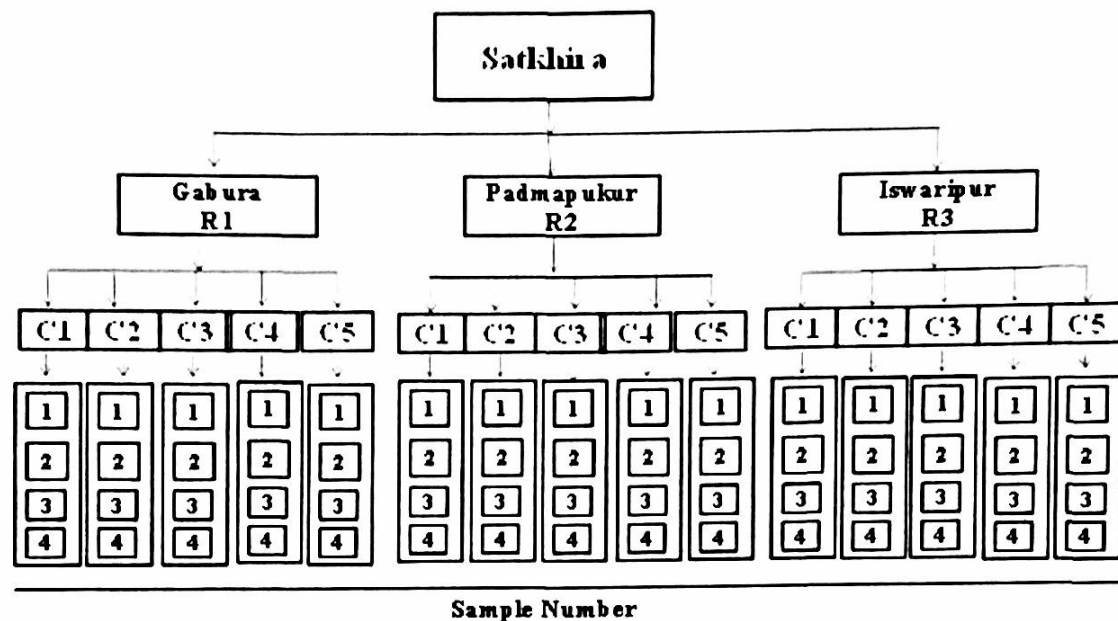 Satkhira
Gabura
R1
Padmapukur
R2
Iswaripur
R3
C1 C2 C3 C4 C5 C1 C2 C3 C4 C5 C1 C2 C3 C4 C5
1 1 1 1 1 1 1 1 1 1 1 1 1 1 1
2 2 2 2 2 2 2 2 2 2 2 2 2 2 2
3 3 3 3 3 3 3 3 3 3 3 3 3 3 3
4 4 4 4 4 4 4 4 4 4 4 4 4 4 4
Sample Number